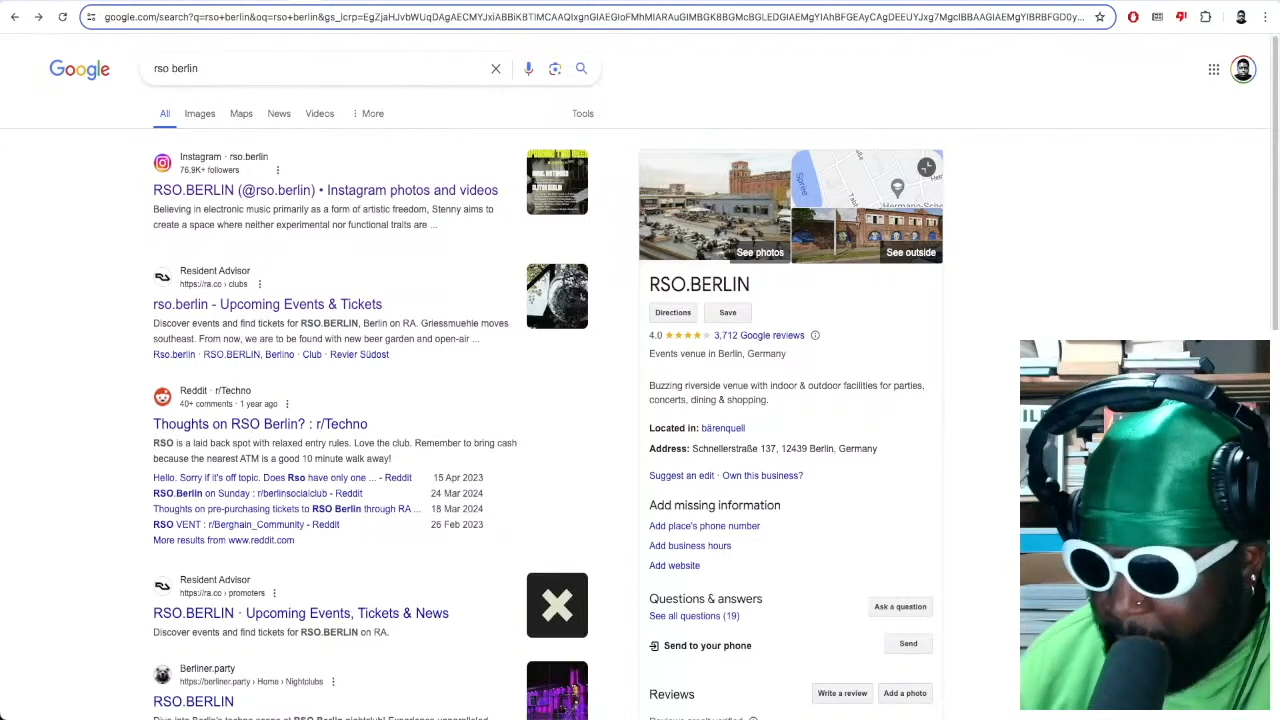 google.com/search?q=rso+berlin&oq=rso+berlin&gs_lcrp=EgZjaHJvbWUqDAgAECMYJxiABBiKBTIMCAAQIxgnGIAEGIoFMhMIARAuGIMBGK8BGMcBGLEDGIAEMgYIAhBFGEAyCAgDEEUYJxg7MgcIBBAAGIAEMgYIBRBFGD0y...
Google
rso berlin
All
Images
Maps
News
Videos
More
Tools
Instagram · rso.berlin
76.9K+ followers
RSO.BERLIN (@rso.berlin) • Instagram photos and videos
Believing in electronic music primarily as a form of artistic freedom, Stenny aims to
create a space where neither experimental nor functional traits are ...
Resident Advisor
https://ra.co › clubs
rso.berlin - Upcoming Events & Tickets
Discover events and find tickets for RSO.BERLIN, Berlin on RA. Griessmuehle moves
southeast. From now, we are to be found with new beer garden and open-air ...
Rso.berlin · RSO.BERLIN, Berlino · Club · Revier Südost
Reddit · r/Techno
40+ comments · 1 year ago
Thoughts on RSO Berlin? : r/Techno
RSO is a laid back spot with relaxed entry rules. Love the club. Remember to bring cash
because the nearest ATM is a good 10 minute walk away!
Hello. Sorry if it's off topic. Does Rso have only one ... - Reddit
15 Apr 2023
RSO.Berlin on Sunday : r/berlinsocialclub - Reddit
24 Mar 2024
Thoughts on pre-purchasing tickets to RSO Berlin through RA ...
18 Mar 2024
RSO VENT : r/Berghain_Community - Reddit
26 Feb 2023
More results from www.reddit.com
Resident Advisor
https://ra.co › promoters
RSO.BERLIN · Upcoming Events, Tickets & News
Discover events and find tickets for RSO.BERLIN on RA.
Berliner.party
https://berliner.party › Home › Nightclubs
RSO.BERLIN
Spree
See photos
See outside
RSO.BERLIN
Directions
Save
4.0
3,712 Google reviews
Events venue in Berlin, Germany
Buzzing riverside venue with indoor & outdoor facilities for parties,
concerts, dining & shopping.
Located in: bärenquell
Address: Schnellerstraße 137, 12439 Berlin, Germany
Suggest an edit · Own this business?
Add missing information
Add place's phone number
Add business hours
Add website
Questions & answers
See all questions (19)
Ask a question
Send to your phone
Send
Reviews
Write a review
Add a photo